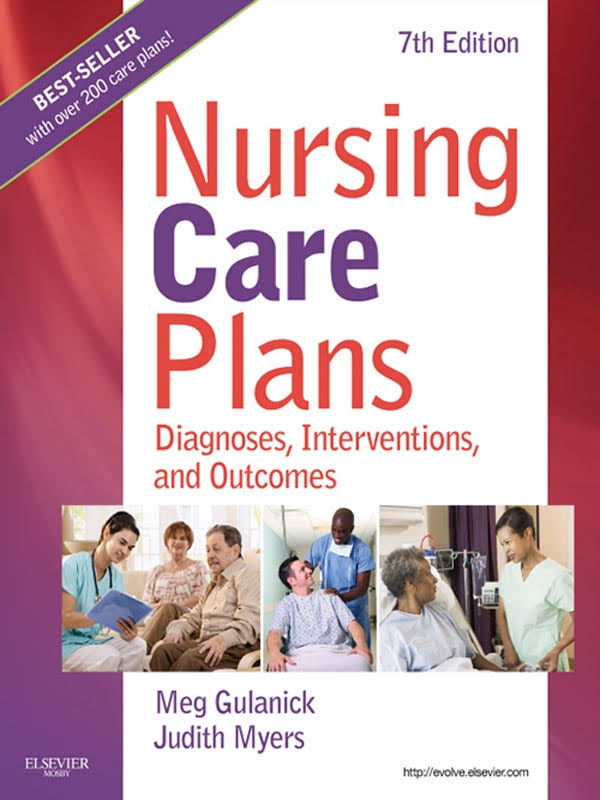 BEST-SELLER
with over 200 care plans!
7th Edition
Nursing
Care
Plans
Diagnoses, Interventions,
and Outcomes
Meg Gulanick
Judith Myers
ELSEVIER
MOSBY
http://evolve.elsevier.com